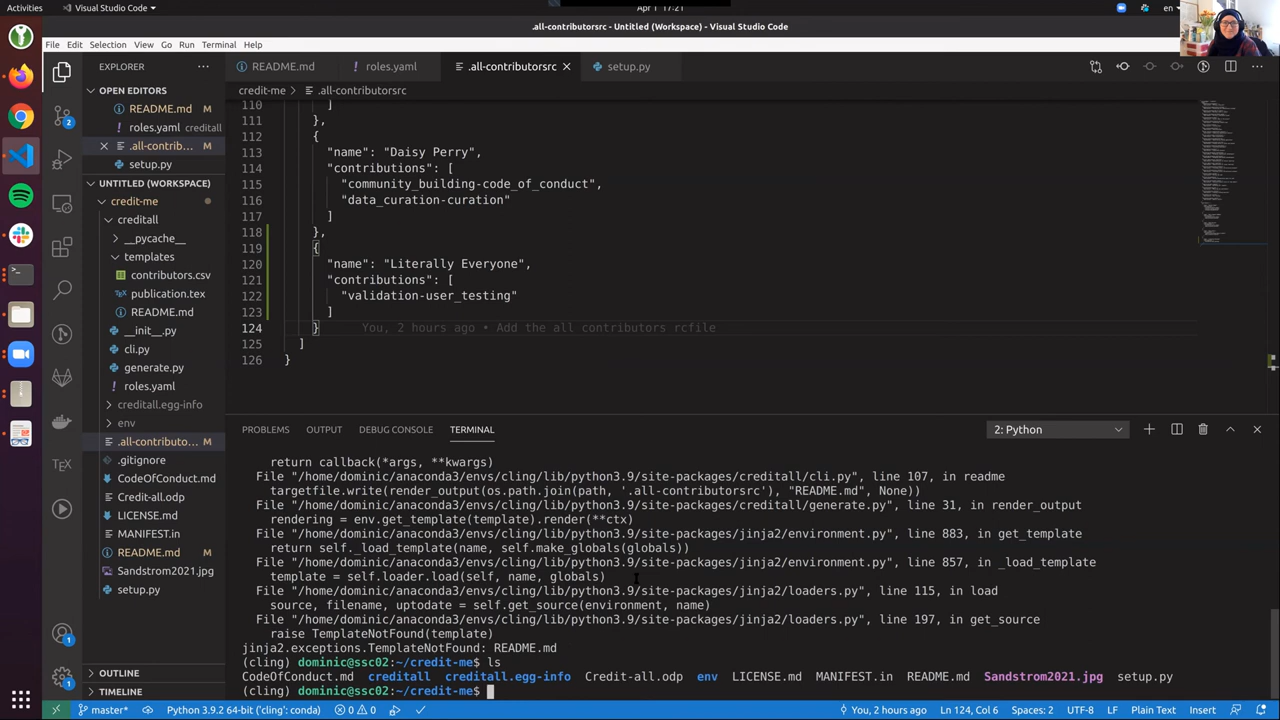 Activities
Visual Studio Code
Apr 1 17:21
en
.all-contributorsrc - Untitled (Workspace) - Visual Studio Code
File Edit Selection View Go Run Terminal Help
EXPLORER
README.md
roles.yaml
.all-contributorsrc
setup.py
OPEN EDITORS
README.md M
roles.yaml creditall
.all-contrib... M
setup.py
UNTITLED (WORKSPACE)
credit-me
creditall
__pycache__
templates
contributors.csv
publication.tex
README.md
__init__.py
cli.py
generate.py
roles.yaml
creditall.egg-info
env
.all-contributo... M
.gitignore
CodeOfConduct.md
Credit-all.odp
LICENSE.md
MANIFEST.in
README.md M
Sandstrom2021.jpg
setup.py
OUTLINE
TIMELINE
credit-me > .all-contributorsrc
110 ]
111 },
112 {
113 "name": "Daisy Perry",
114 "contributions": [
115 "community_building-code_of_conduct",
116 "data_curation-curation"
117 ]
118 },
119 {
120 "name": "Literally Everyone",
121 "contributions": [
122 "validation-user_testing"
123 ]
124 } You, 2 hours ago • Add the all contributors rcfile
125 ]
126 }
PROBLEMS OUTPUT DEBUG CONSOLE TERMINAL
2: Python
return callback(*args, **kwargs)
File "/home/dominic/anaconda3/envs/cling/lib/python3.9/site-packages/creditall/cli.py", line 107, in readme
targetfile.write(render_output(os.path.join(path, '.all-contributorsrc'), "README.md", None))
File "/home/dominic/anaconda3/envs/cling/lib/python3.9/site-packages/creditall/generate.py", line 31, in render_output
rendering = env.get_template(template).render(**ctx)
File "/home/dominic/anaconda3/envs/cling/lib/python3.9/site-packages/jinja2/environment.py", line 883, in get_template
return self._load_template(name, self.make_globals(globals))
File "/home/dominic/anaconda3/envs/cling/lib/python3.9/site-packages/jinja2/environment.py", line 857, in _load_template
template = self.loader.load(self, name, globals)
File "/home/dominic/anaconda3/envs/cling/lib/python3.9/site-packages/jinja2/loaders.py", line 115, in load
source, filename, uptodate = self.get_source(environment, name)
File "/home/dominic/anaconda3/envs/cling/lib/python3.9/site-packages/jinja2/loaders.py", line 197, in get_source
raise TemplateNotFound(template)
jinja2.exceptions.TemplateNotFound: README.md
(cling) dominic@ssc02:~/credit-me$ ls
CodeOfConduct.md creditall creditall.egg-info Credit-all.odp env LICENSE.md MANIFEST.in README.md Sandstrom2021.jpg setup.py
(cling) dominic@ssc02:~/credit-me$
master* Python 3.9.2 64-bit ('cling': conda) 0 0 You, 2 hours ago Ln 124, Col 6 Spaces: 2 UTF-8 LF Plain Text Insert